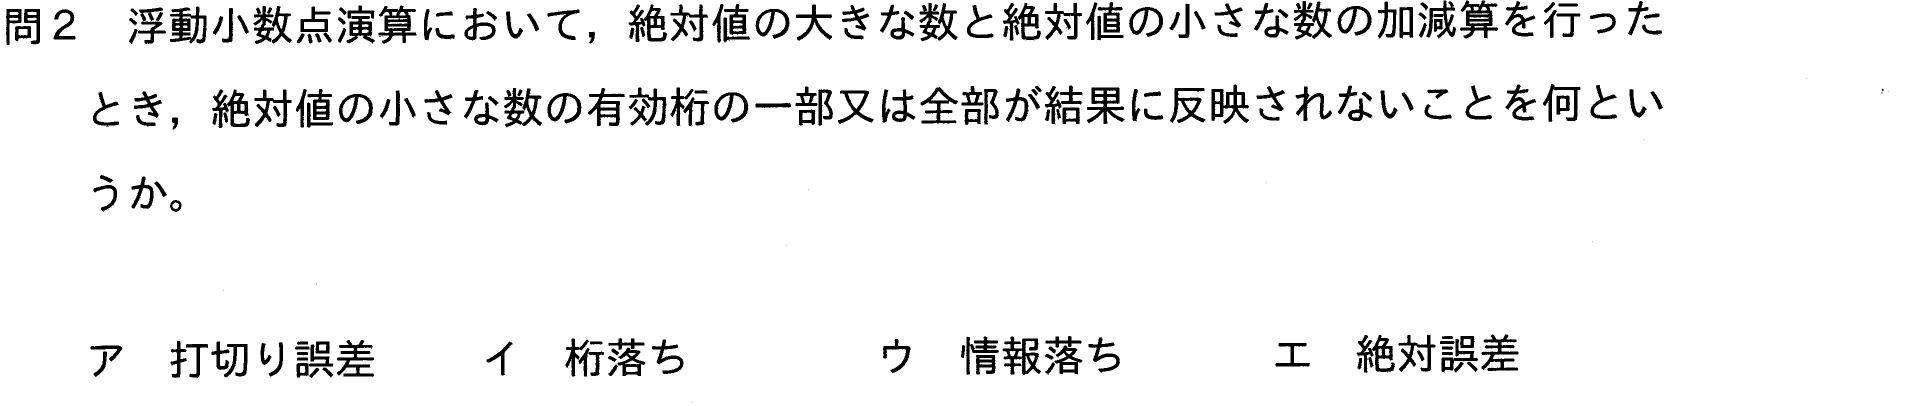 問２　浮動小数点演算において，絶対値の大きな数と絶対値の小さな数の加減算を行った
とき，絶対値の小さな数の有効桁の一部又は全部が結果に反映されないことを何とい
うか。
ア　打切り誤差　　イ　桁落ち　　ウ　情報落ち　　エ　絶対誤差